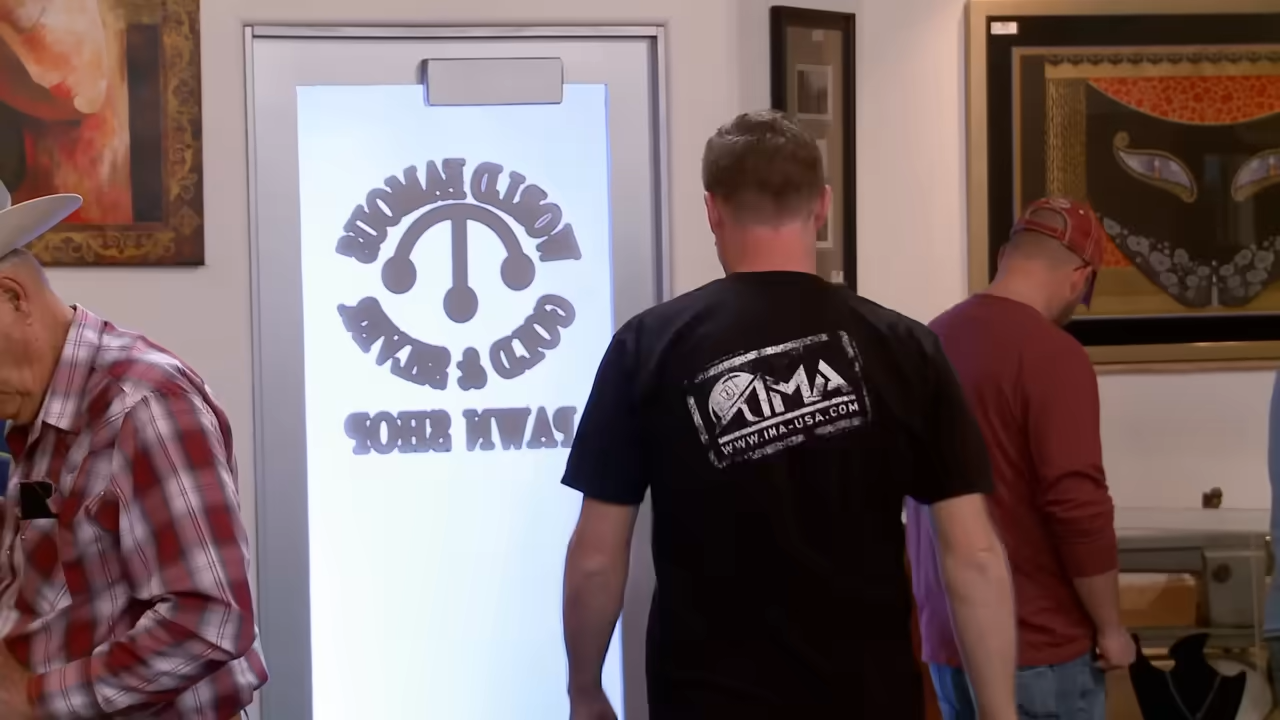 WORLD FAMOUS
GOLD & SILVER
PAWN SHOP
IMA
WWW.IMA-USA.COM